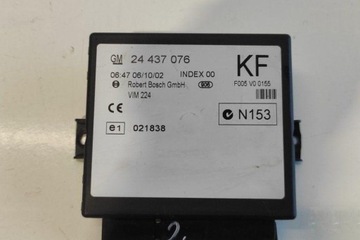 GM 24 437 076 KF
06:47 06/10/02 INDEX 00 F005 V0 0155
Robert Bosch GmbH 906
VIM 224
CE N153
e1 021838